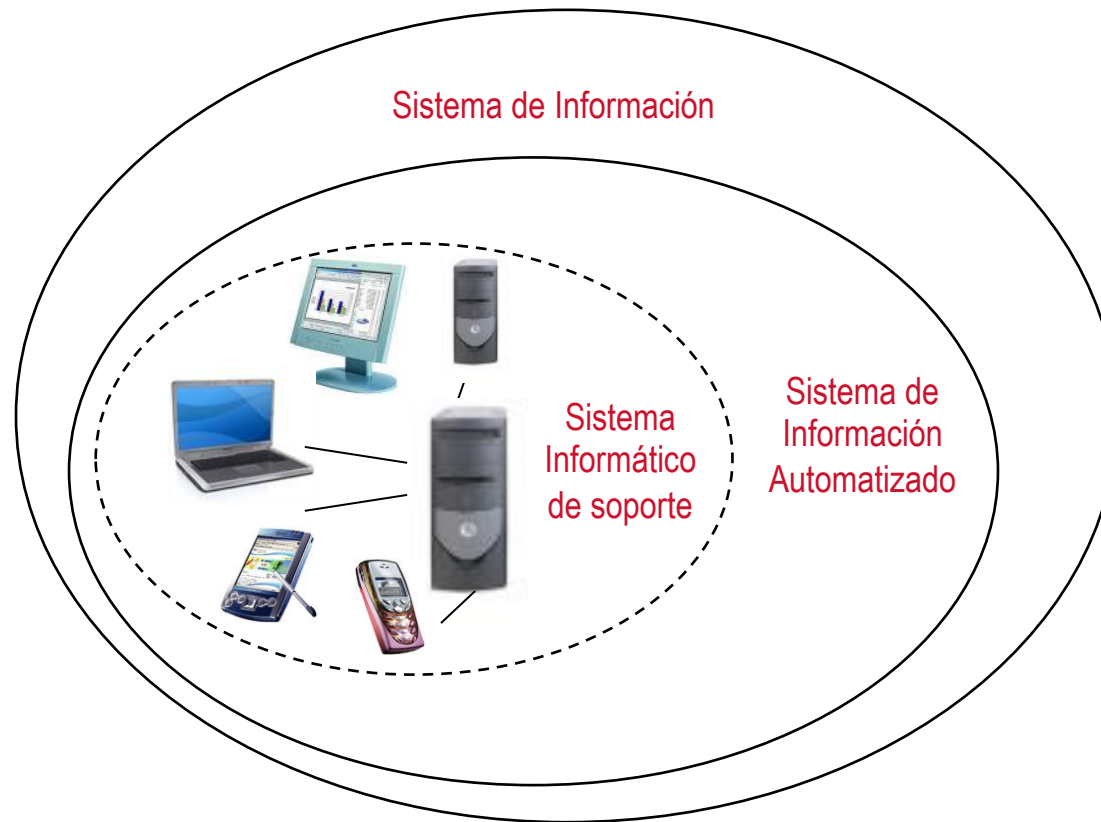 Sistema de Información
Sistema
Informático
de soporte
Sistema de
Información
Automatizado